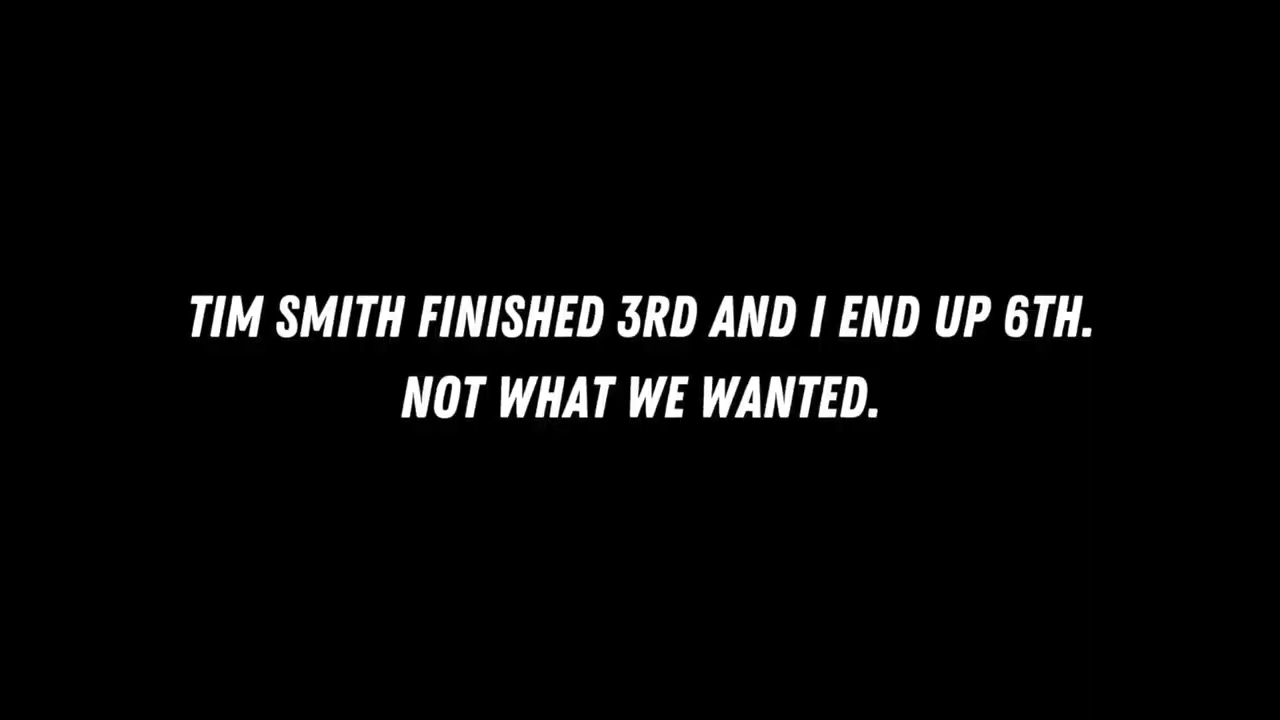 TIM SMITH FINISHED 3RD AND I END UP 6TH.
NOT WHAT WE WANTED.